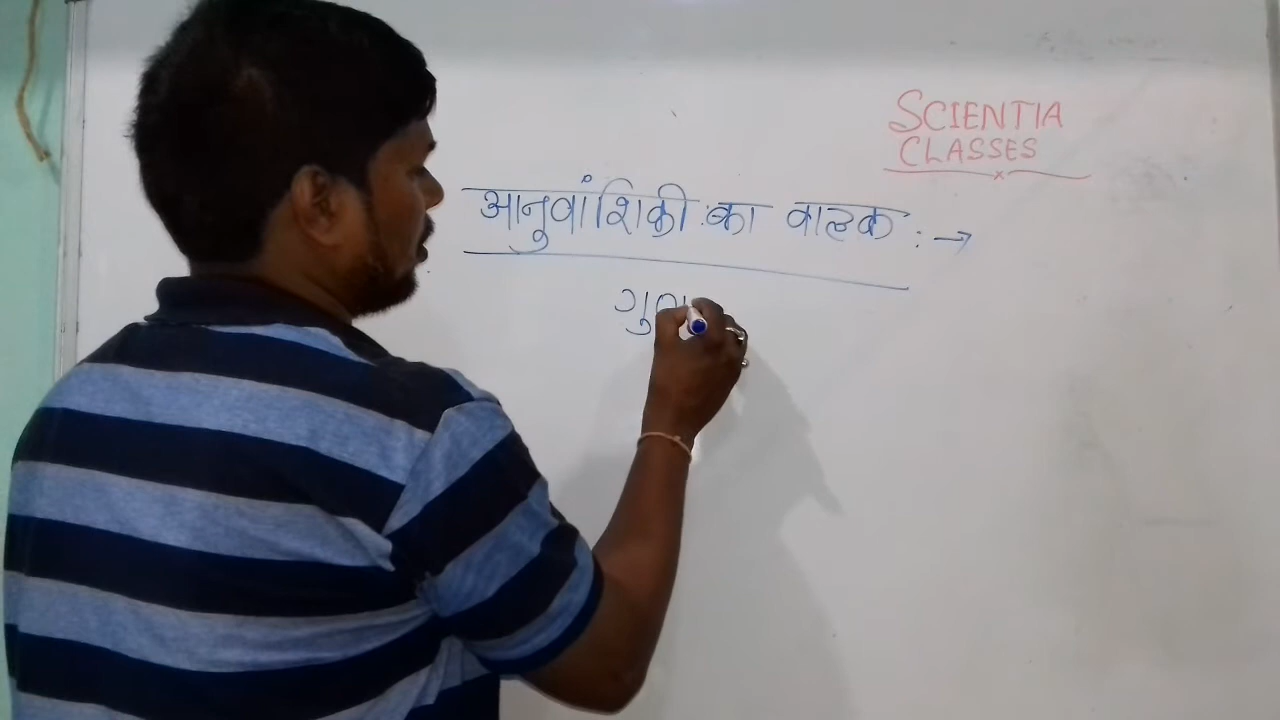 SCIENTIA
CLASSES
आनुवांशिकी का वाहक :→
गुण